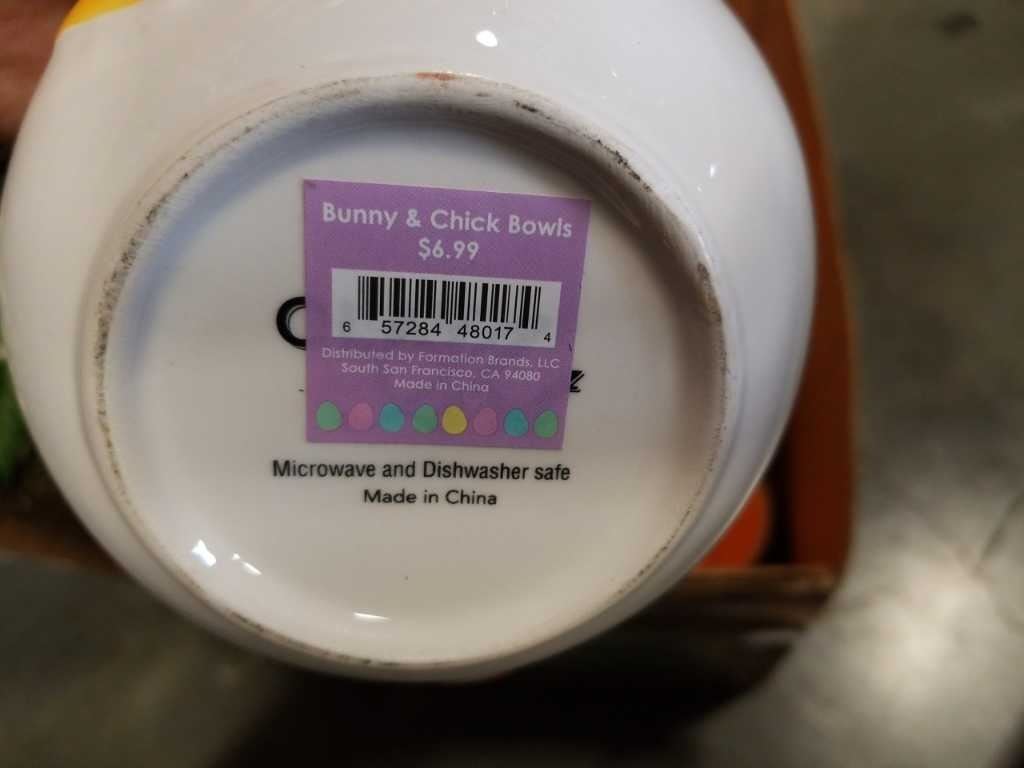 Bunny & Chick Bowls
$6.99
6 57284 48017 4
Distributed by Formation Brands, LLC
South San Francisco, CA 94080
Made in China
Microwave and Dishwasher safe
Made in China